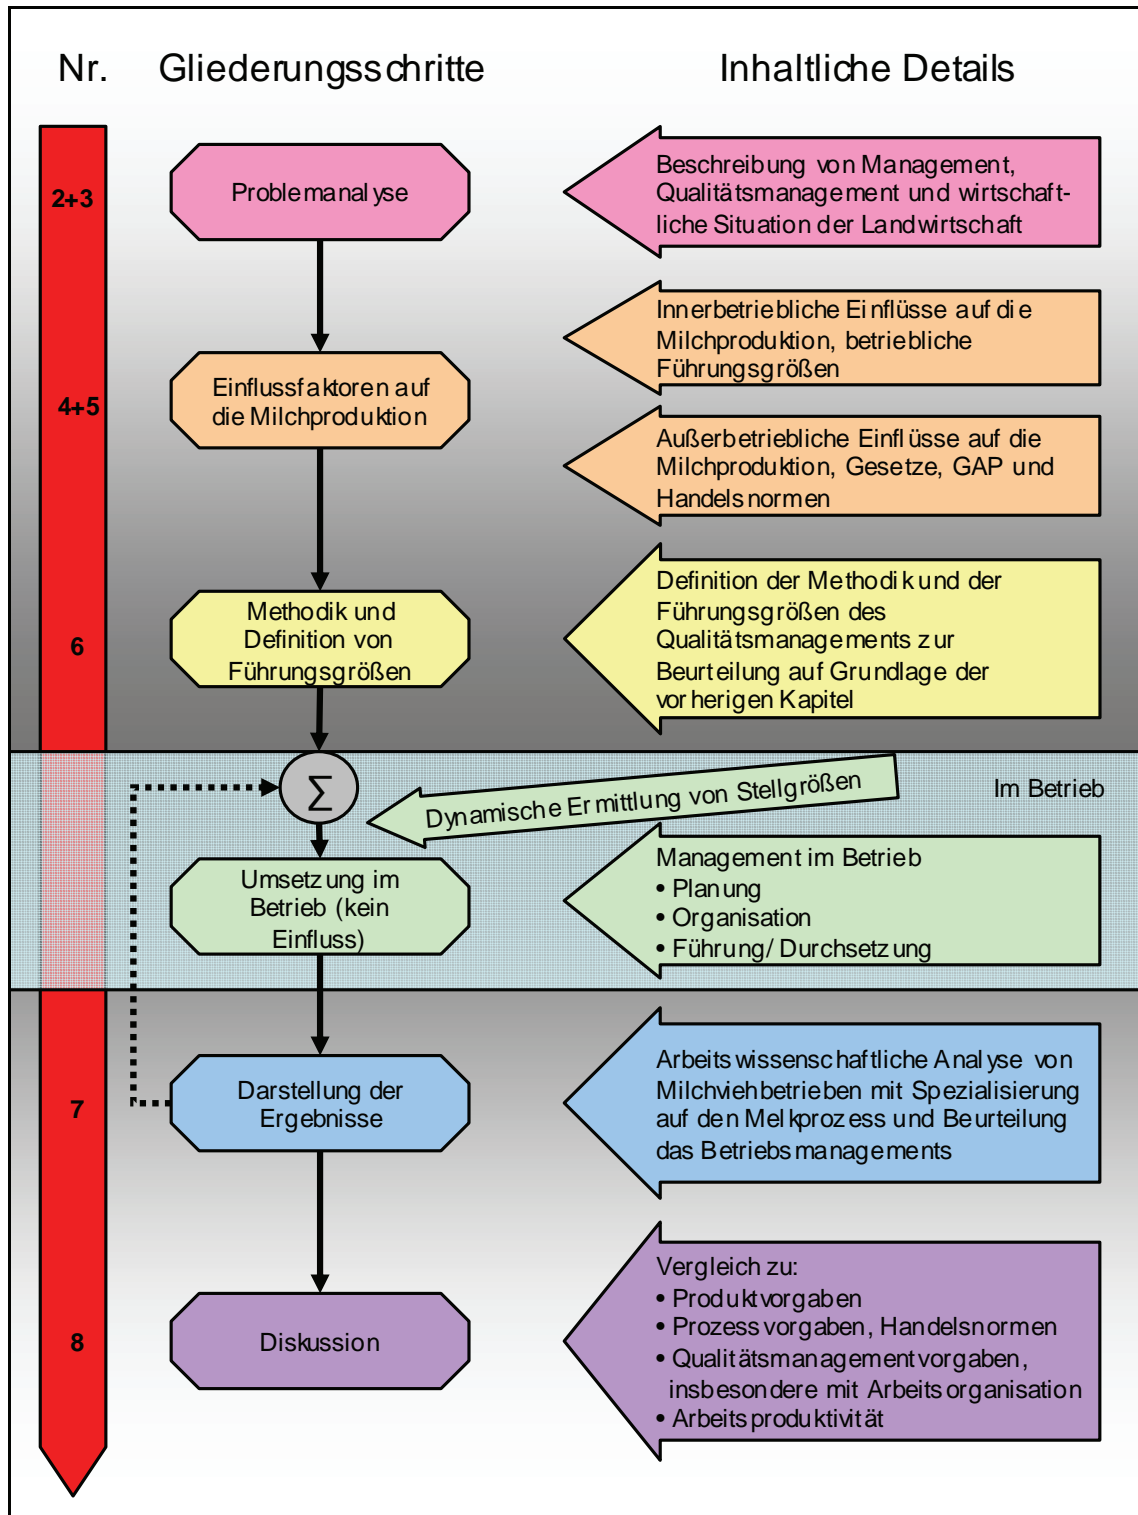 Nr. Gliederungsschritte Inhaltliche Details
2+3
Problemanalyse
Beschreibung von Management,
Qualitätsmanagement und wirtschaft-
liche Situation der Landwirtschaft
Innerbetriebliche Einflüsse auf die
Milchproduktion, betriebliche
Führungsgrößen
4+5
Einflussfaktoren auf
die Milchproduktion
Außerbetriebliche Einflüsse auf die
Milchproduktion, Gesetze, GAP und
Handelsnormen
6
Methodik und
Definition von
Führungsgrößen
Definition der Methodik und der
Führungsgrößen des
Qualitätsmanagements zur
Beurteilung auf Grundlage der
vorherigen Kapitel
Σ
Dynamische Ermittlung von Stellgrößen
Im Betrieb
Umsetzung im
Betrieb (kein
Einfluss)
Management im Betrieb
• Planung
• Organisation
• Führung/ Durchsetzung
7
Darstellung der
Ergebnisse
Arbeitswissenschaftliche Analyse von
Milchviehbetrieben mit Spezialisierung
auf den Melkprozess und Beurteilung
das Betriebsmanagements
8
Diskussion
Vergleich zu:
• Produktvorgaben
• Prozessvorgaben, Handelsnormen
• Qualitätsmanagementvorgaben,
insbesondere mit Arbeitsorganisation
• Arbeitsproduktivität